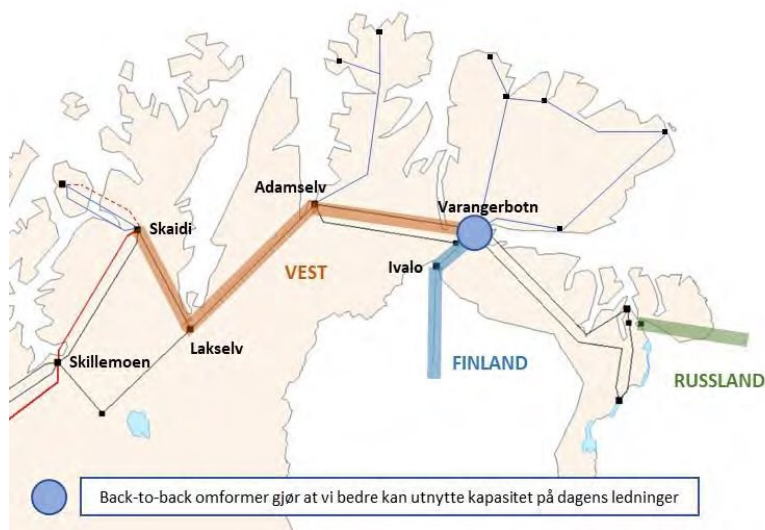 Adamselv
Varangerbotn
Skaidi
Ivalo
VEST
Lakselv
Skillemoen
FINLAND
RUSSLAND
Back-to-back omformer gjør at vi bedre kan utnytte kapasitet på dagens ledninger